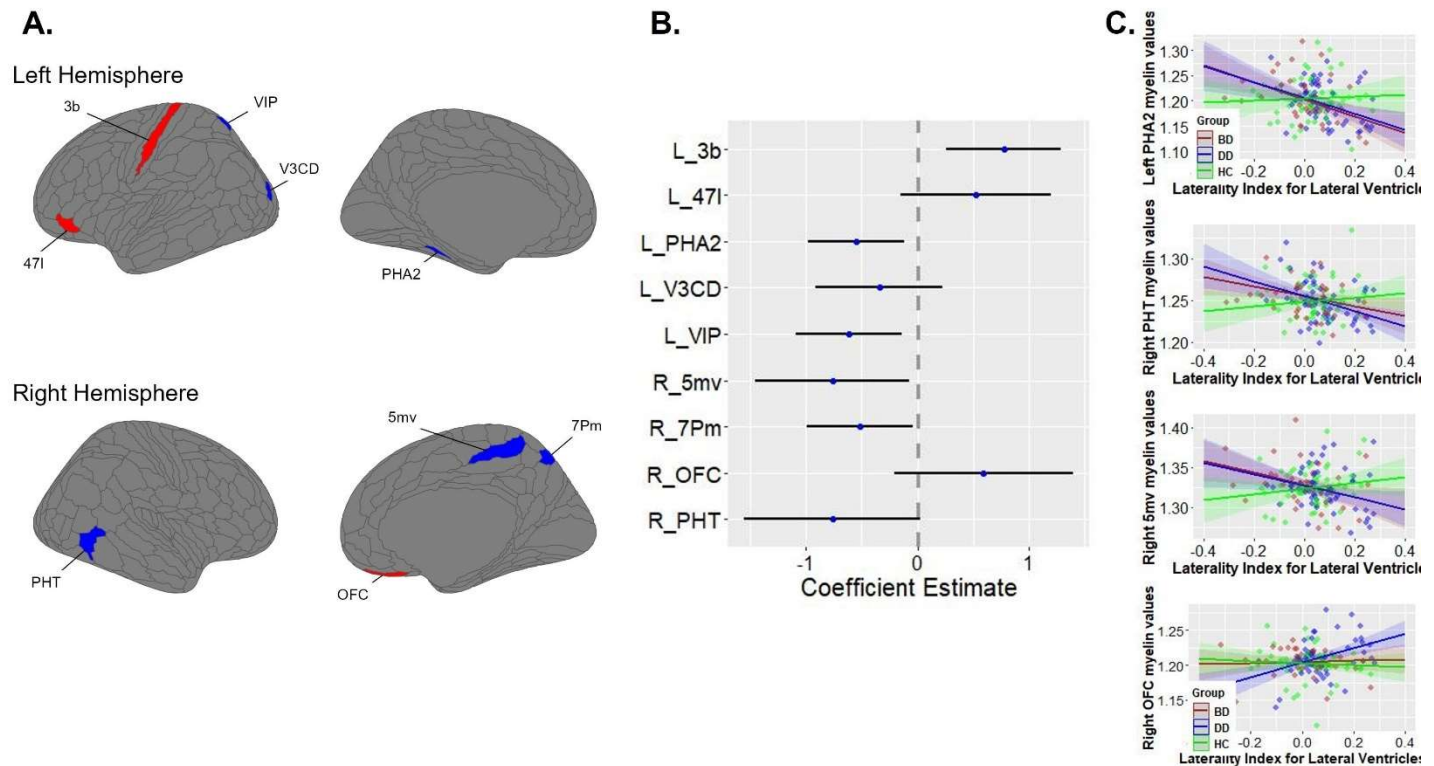 A.
Left Hemisphere
3b
VIP
V3CD
47l
PHA2
Right Hemisphere
5mv
7Pm
PHT
OFC
B.
L_3b
L_47l
L_PHA2
L_V3CD
L_VIP
R_5mv
R_7Pm
R_OFC
R_PHT
-1 0 1
Coefficient Estimate
C.
Left PHA2 myelin values
1.30
1.25
1.20
1.15
1.10
Group
BD
DD
HC
-0.2 0.0 0.2 0.4
Laterality Index for Lateral Ventricle
Right PHT myelin values
1.30
1.25
1.20
-0.4 -0.2 0.0 0.2 0.4
Laterality Index for Lateral Ventricle
Right 5mv myelin values
1.40
1.35
1.30
-0.4 -0.2 0.0 0.2 0.4
Laterality Index for Lateral Ventricle
Right OFC myelin values
1.25
1.20
1.15
Group
BD
DD
HC
-0.2 0.0 0.2 0.4
Laterality Index for Lateral Ventricles